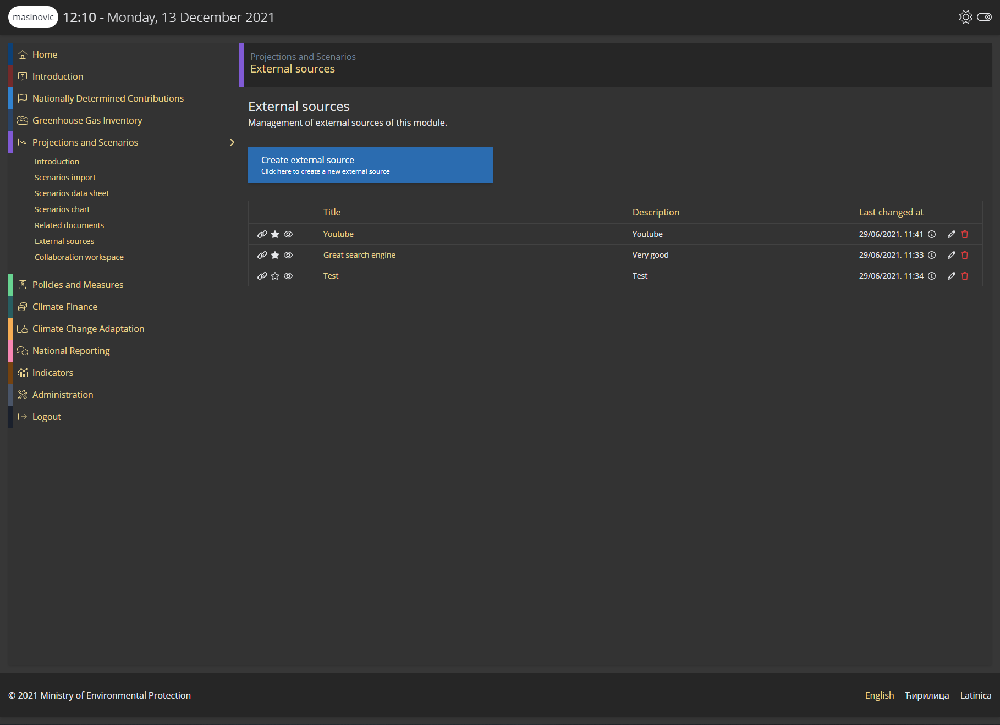 masinovic 12:10 - Monday, 13 December 2021
Home
Introduction
Nationally Determined Contributions
Greenhouse Gas Inventory
Projections and Scenarios
Introduction
Scenarios import
Scenarios data sheet
Scenarios chart
Related documents
External sources
Collaboration workspace
Policies and Measures
Climate Finance
Climate Change Adaptation
National Reporting
Indicators
Administration
Logout
Projections and Scenarios
External sources
External sources
Management of external sources of this module.
Create external source
Click here to create a new external source
Title Description Last changed at
Youtube Youtube 29/06/2021, 11:41
Great search engine Very good 29/06/2021, 11:33
Test Test 29/06/2021, 11:34
© 2021 Ministry of Environmental Protection
English Ћирилица Latinica